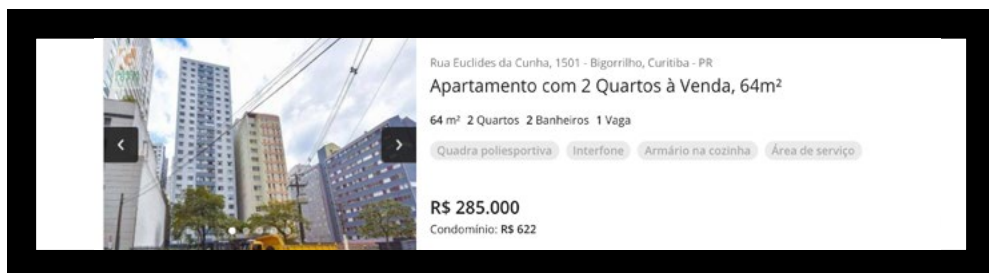 Rua Euclides da Cunha, 1501 - Bigorrilho, Curitiba - PR
Apartamento com 2 Quartos à Venda, 64m²
64 m² 2 Quartos 2 Banheiros 1 Vaga
Quadra poliesportiva Interfone Armário na cozinha Área de serviço
R$ 285.000
Condomínio: R$ 622